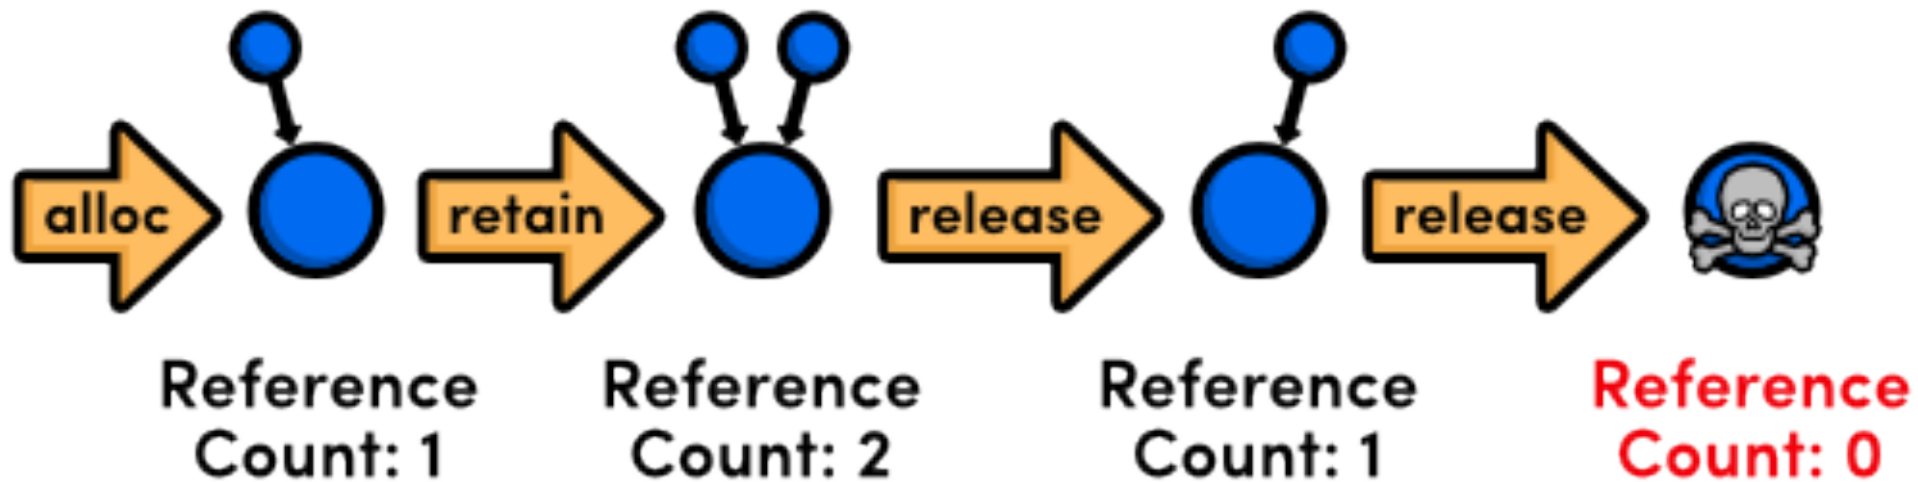 alloc
retain
release
release
Reference
Count: 1
Reference
Count: 2
Reference
Count: 1
Reference
Count: 0